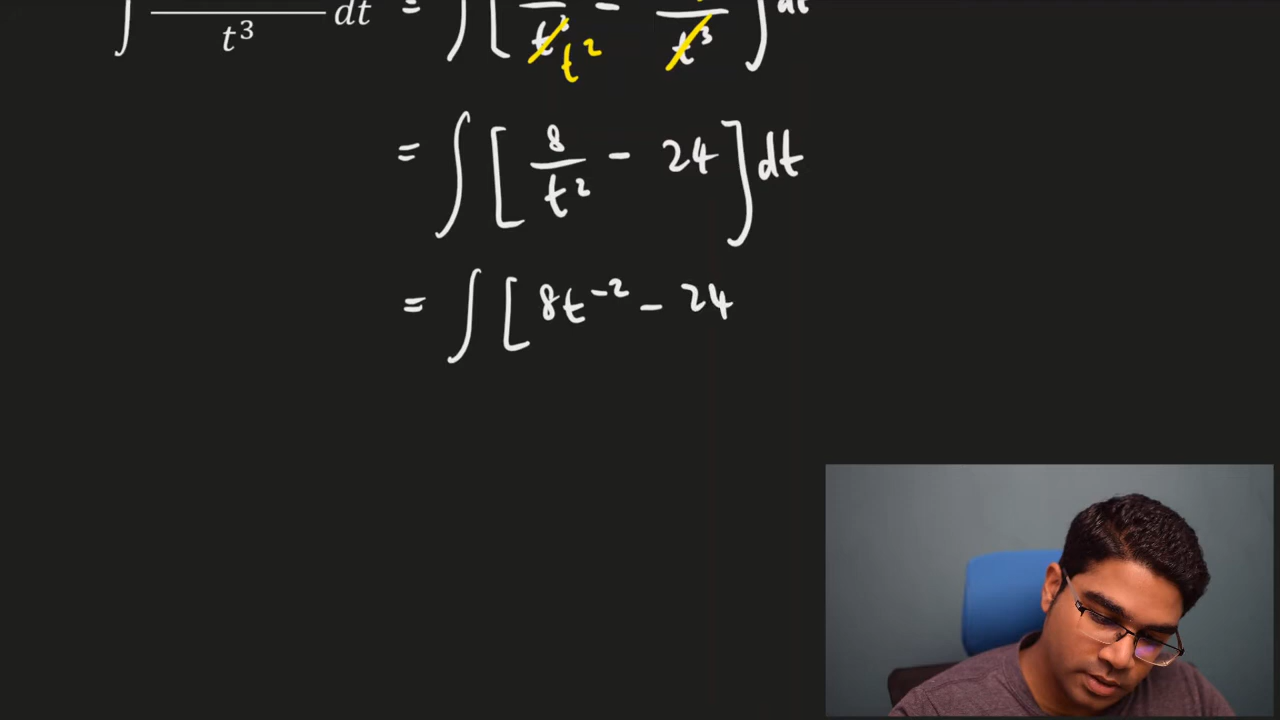 ∫ ―― dt = ∫ [ ―― - ―― ] dt
t³ t² t³
= ∫ [ 8/t² - 24 ] dt
= ∫ [ 8t⁻² - 24